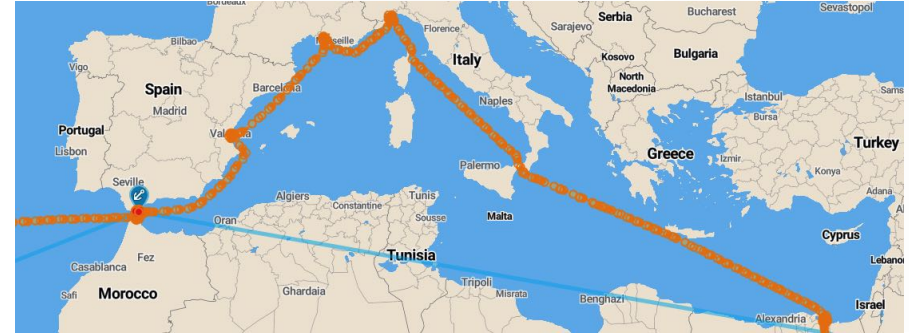 Bucharest
Sevastopol
Serbia
Sarajevo
Florence
Marseille
Bilbao
Vigo
Italy
Kosovo
Bulgaria
North
Macedonia
Spain
Barcelona
Madrid
Naples
Istanbul
Bursa
Portugal
Valencia
Lisbon
Turkey
Greece
Izmir
Palermo
Konya
Seville
Adana
Algiers
Tunis
Constantine
Sousse
Malta
Oran
Cyprus
Fez
Tunisia
Lebanon
Casablanca
Tripoli
Ghardaia
Misrata
Safi
Morocco
Benghazi
Israel
Alexandria